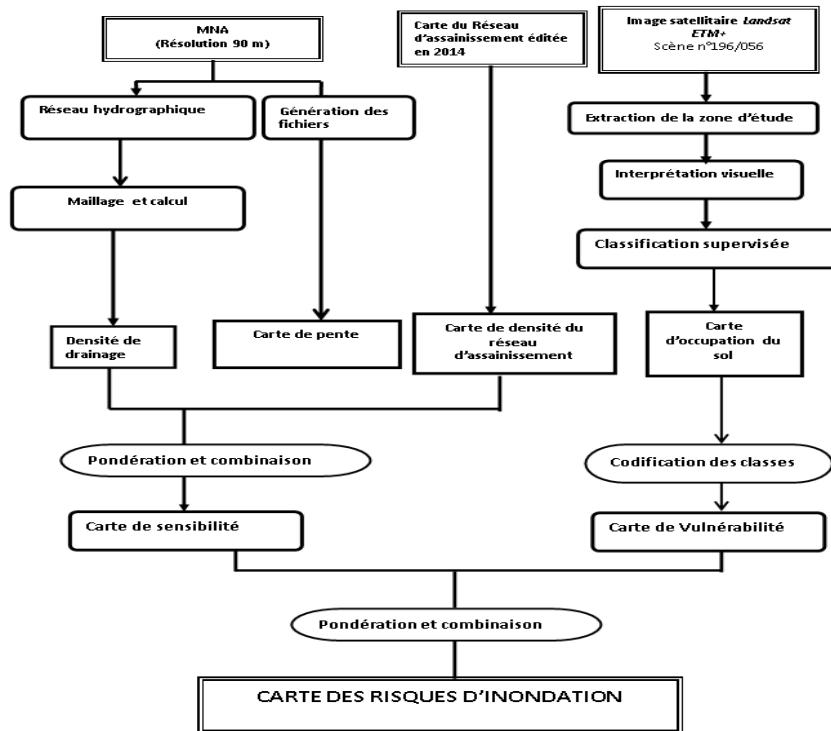 MNA
(Résolution 90 m)
Carte du Réseau
d'assainissement éditée
en 2014
Image satellitaire Landsat
ETM+
Scène n°196/056
Réseau hydrographique
Génération des
fichiers
Extraction de la zone d'étude
Maillage et calcul
Interprétation visuelle
Classification supervisée
Densité de
drainage
Carte de pente
Carte de densité du
réseau
d'assainissement
Carte
d'occupation du
sol
Pondération et combinaison
Codification des classes
Carte de sensibilité
Carte de Vulnérabilité
Pondération et combinaison
CARTE DES RISQUES D'INONDATION